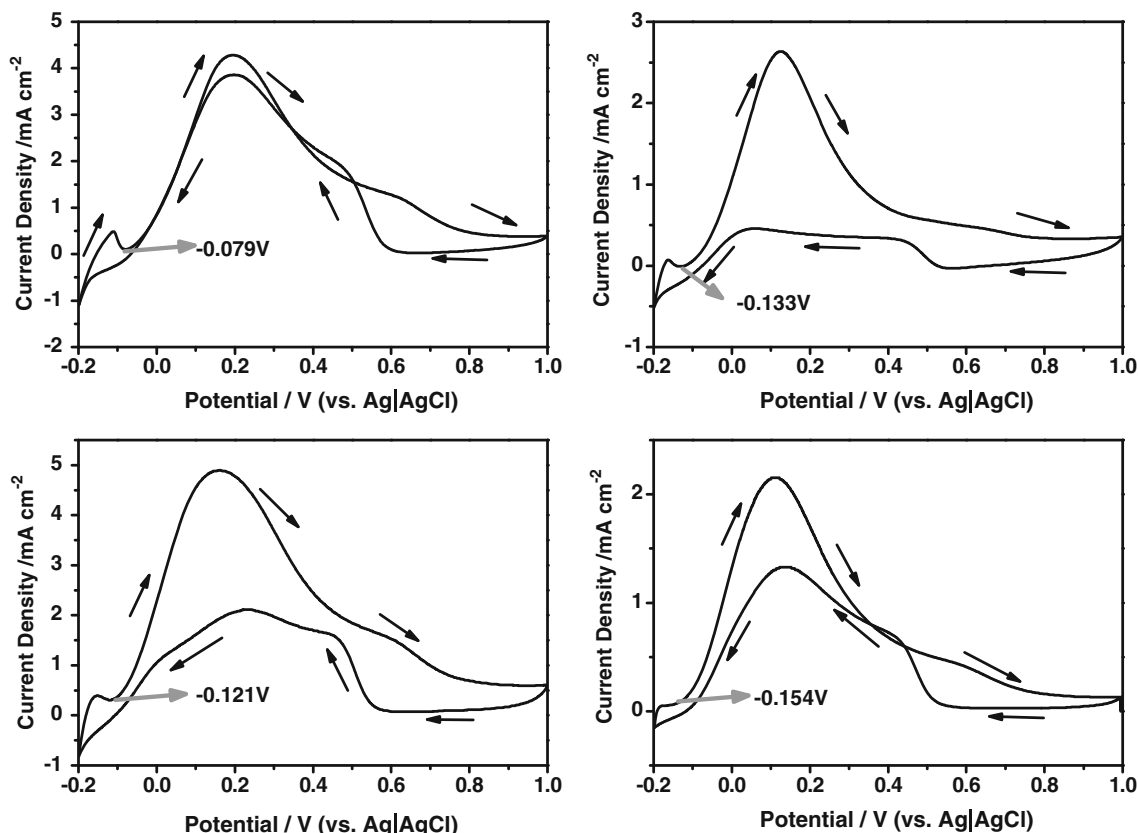 5
4
3
2
1
0
-1
-2
Current Density /mA cm-2
-0.079V
-0.2 0.0 0.2 0.4 0.6 0.8 1.0
Potential / V (vs. Ag|AgCl)
3
2
1
0
-1
Current Density /mA cm-2
-0.133V
-0.2 0.0 0.2 0.4 0.6 0.8 1.0
Potential / V (vs. Ag|AgCl)
5
4
3
2
1
0
-1
Current Density /mA cm-2
-0.121V
-0.2 0.0 0.2 0.4 0.6 0.8 1.0
Potential / V (vs. Ag|AgCl)
2
1
0
Current Density /mA cm-2
-0.154V
-0.2 0.0 0.2 0.4 0.6 0.8 1.0
Potential / V (vs. Ag|AgCl)